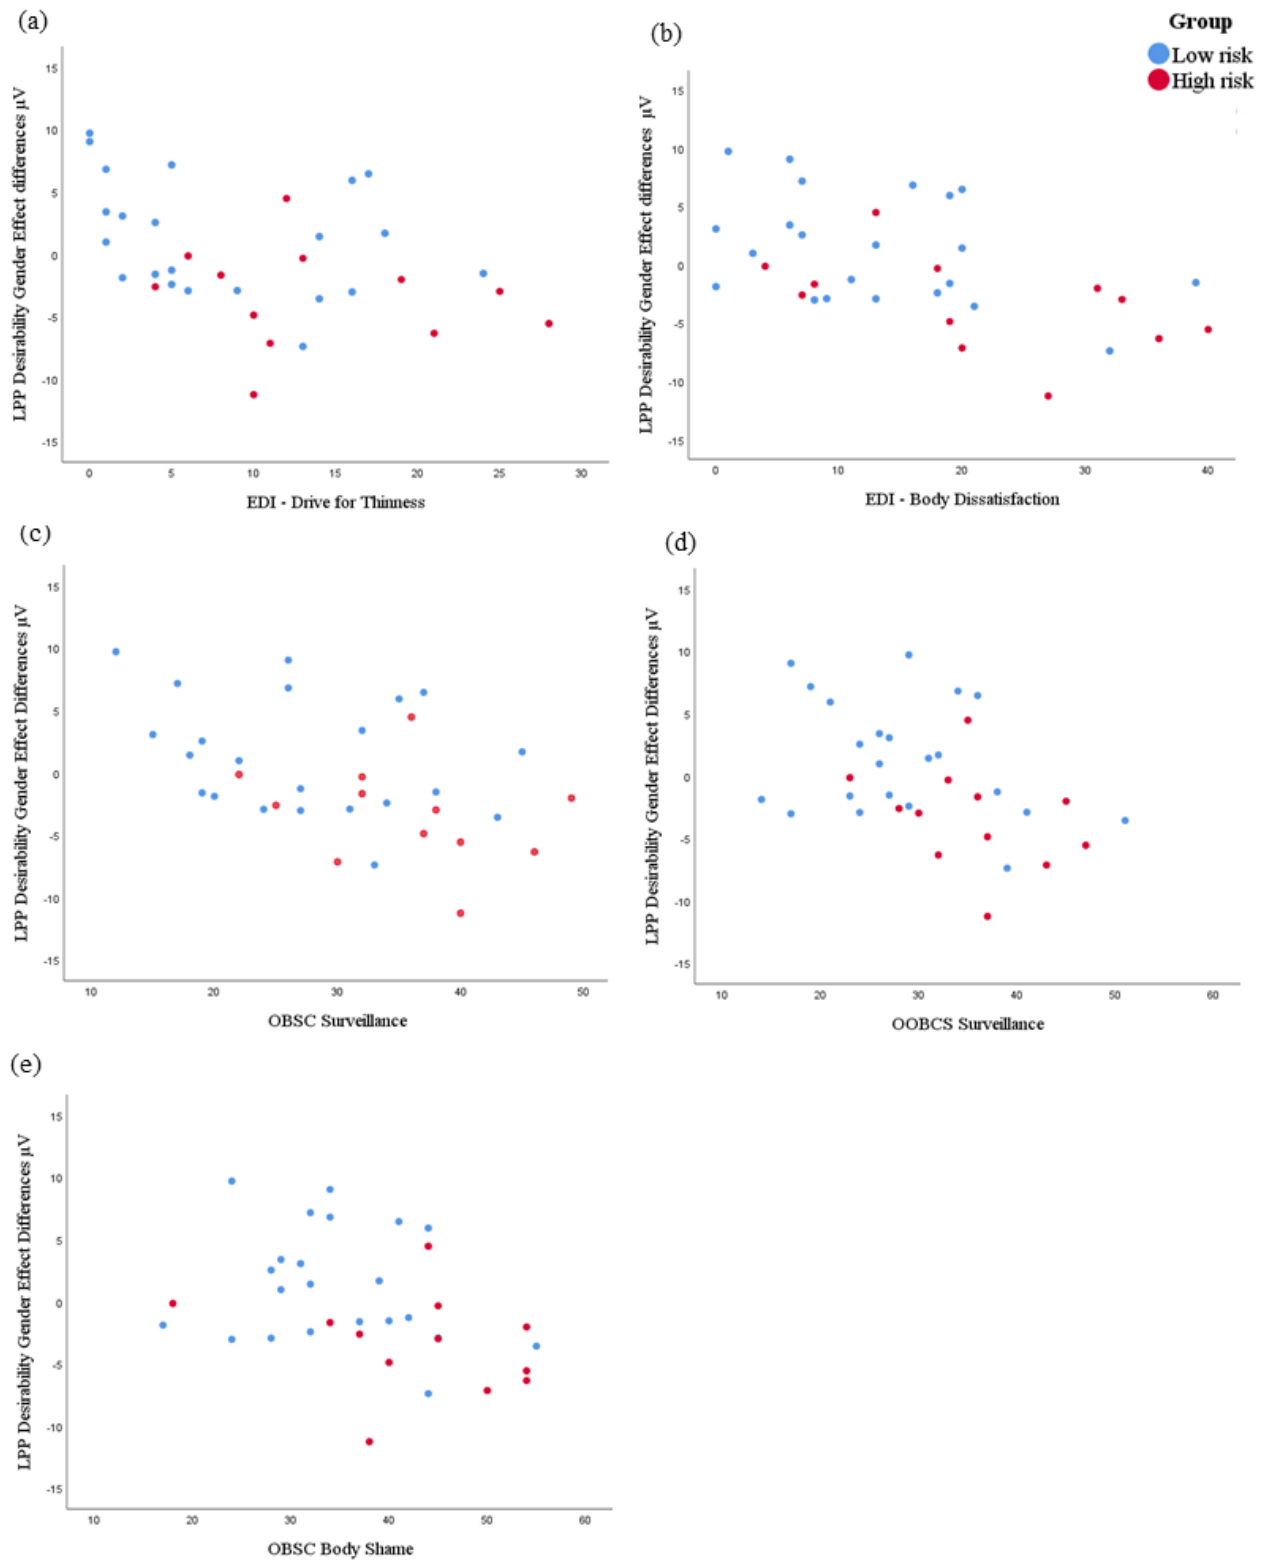 (a)
LPP Desirability Gender Effect differences µV
15
10
5
0
-5
-10
-15
0 5 10 15 20 25 30
EDI - Drive for Thinness
(b)
Group
Low risk
High risk
LPP Desirability Gender Effect differences µV
15
10
5
0
-5
-10
-15
0 10 20 30 40
EDI - Body Dissatisfaction
(c)
LPP Desirability Gender Effect Differences µV
15
10
5
0
-5
-10
-15
10 20 30 40 50
OBSC Surveillance
(d)
LPP Desirability Gender Effect Differences µV
15
10
5
0
-5
-10
-15
10 20 30 40 50 60
OOBCS Surveillance
(e)
LPP Desirability Gender Effect Differences µV
15
10
5
0
-5
-10
-15
10 20 30 40 50 60
OBSC Body Shame